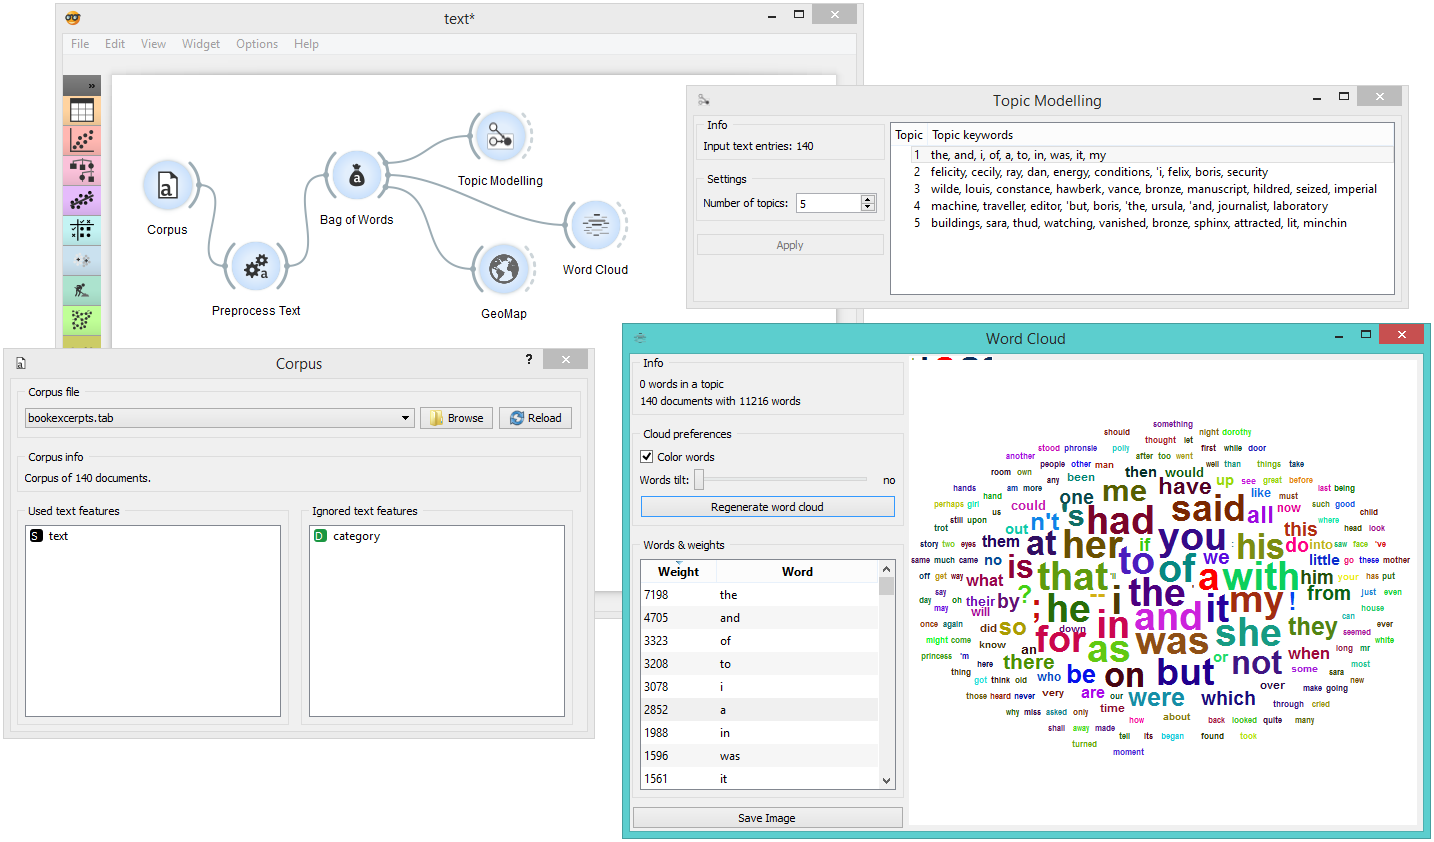 text*
File Edit View Widget Options Help
»
Corpus
Preprocess Text
Bag of Words
Topic Modelling
Word Cloud
GeoMap
Topic Modelling
Info
Input text entries: 140
Settings
Number of topics: 5
Apply
Topic Topic keywords
1 the, and, i, of, a, to, in, was, it, my
2 felicity, cecily, ray, dan, energy, conditions, 'i, felix, boris, security
3 wilde, louis, constance, hawberk, vance, bronze, manuscript, hildred, seized, imperial
4 machine, traveller, editor, 'but, boris, 'the, ursula, 'and, journalist, laboratory
5 buildings, sara, thud, watching, vanished, bronze, sphinx, attracted, lit, minchin
Corpus
?
Corpus file
bookexcerpts.tab Browse Reload
Corpus info
Corpus of 140 documents.
Used text features
S text
Ignored text features
D category
Word Cloud
Info
0 words in a topic
140 documents with 11216 words
Cloud preferences
Color words
Words tilt: no
Regenerate word cloud
Words & weights
Weight Word
7198 the
4705 and
3323 of
3208 to
3078 i
2852 a
1988 in
1596 was
1561 it
Save Image
something
should night dorothy
thought let
stood phronsie polly first while door
another after too went
people other man well than things take
room own then would
any been up see great before
hands am more me have like last being
perhaps girl hand one said must
us could 's had all now such good child
still upon n't this where
trot out at her you his head look
story two eyes them if : do into saw face 've
same much came no is that to of we little go these mother
off get way what a with him your has put
say -- i the it my from just even
day oh their by ? ; he ! can house
may will in and
once again did so for down as was she they seemed ever
might come know white
princess 'm an there or not when long mr
here be on but some sara most
thing got think old who over new
those heard never very are our were which make going
why miss asked only time through cried
how about back looked quite many
shall away made
tell its began found took
turned
moment